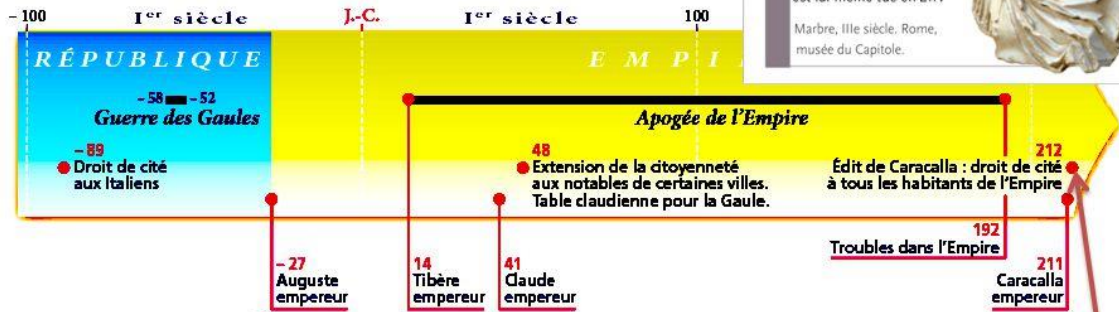 – 100
Ier siècle
J.-C.
Ier siècle
100
Marbre, IIIe siècle. Rome,
musée du Capitole.
RÉPUBLIQUE
– 58 – 52
Guerre des Gaules
Apogée de l'Empire
– 89
Droit de cité
aux Italiens
48
Extension de la citoyenneté
aux notables de certaines villes.
Table claudienne pour la Gaule.
212
Édit de Caracalla : droit de cité
à tous les habitants de l'Empire
192
Troubles dans l'Empire
– 27
Auguste
empereur
14
Tibère
empereur
41
Claude
empereur
211
Caracalla
empereur